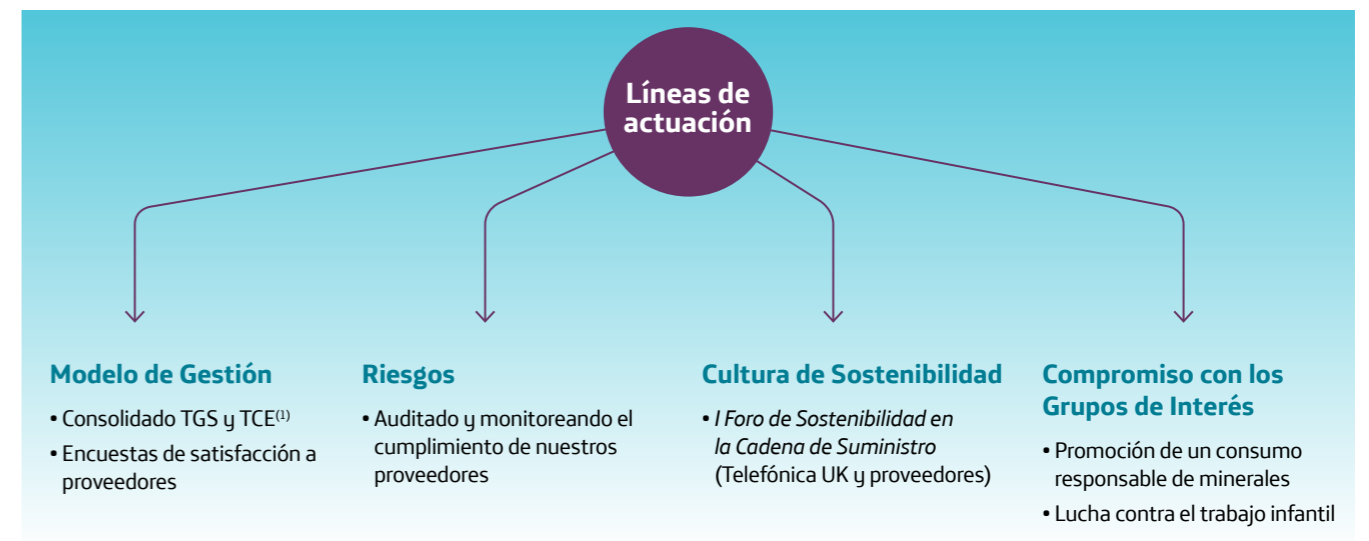 Líneas de
actuación
Modelo de Gestión
• Consolidado TGS y TCE(1)
• Encuestas de satisfacción a
proveedores
Riesgos
• Auditado y monitoreando el
cumplimiento de nuestros
proveedores
Cultura de Sostenibilidad
• I Foro de Sostenibilidad en
la Cadena de Suministro
(Telefónica UK y proveedores)
Compromiso con los
Grupos de Interés
• Promoción de un consumo
responsable de minerales
• Lucha contra el trabajo infantil